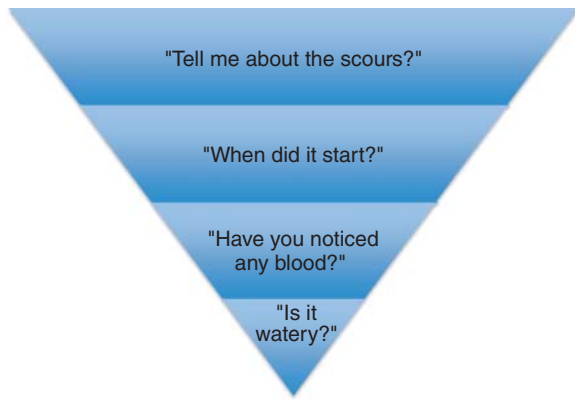 "Tell me about the scours?"
"When did it start?"
"Have you noticed
any blood?"
"Is it
watery?"